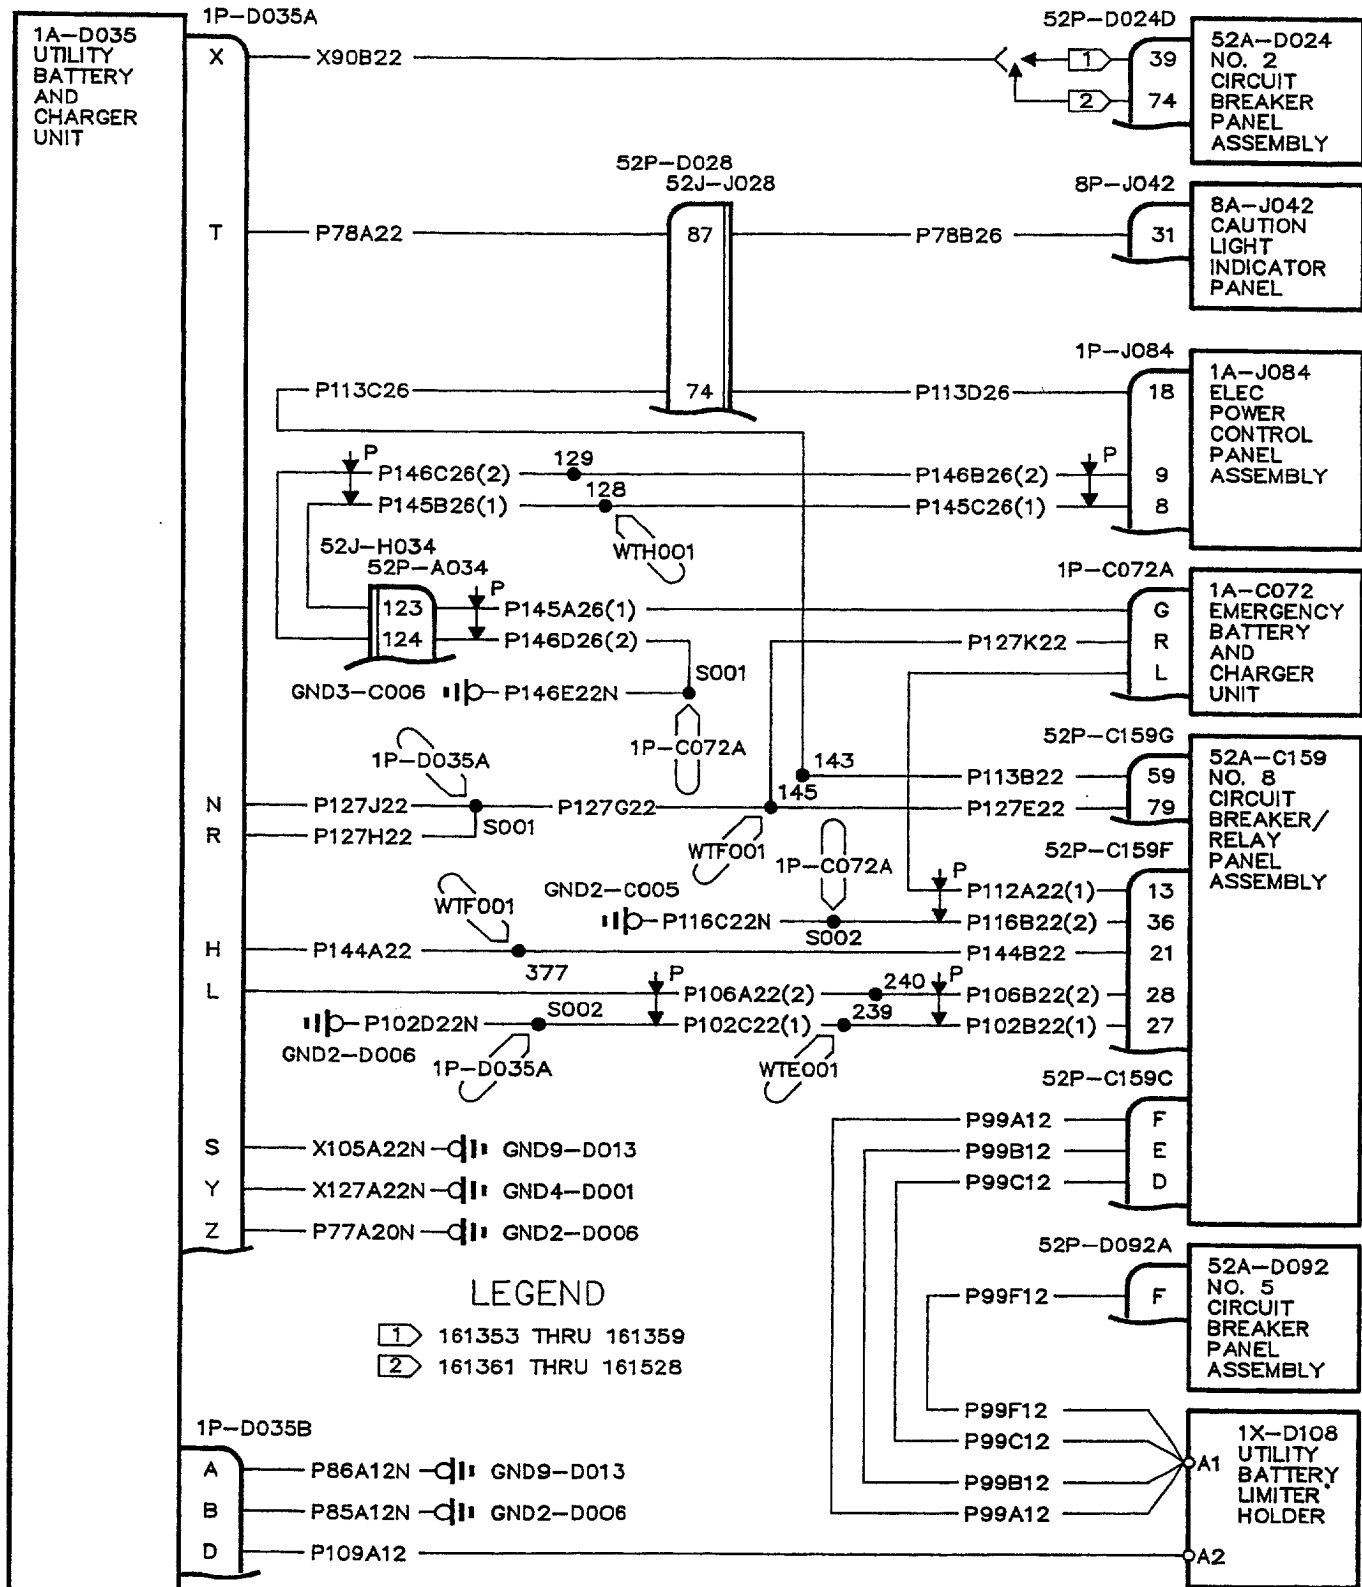 1P-D035A
52P-D024D
1A-D035
UTILITY
BATTERY
AND
CHARGER
UNIT
X
X90B22
1
39
2
74
52A-D024
NO. 2
CIRCUIT
BREAKER
PANEL
ASSEMBLY
52P-D028
52J-J028
8P-J042
T
P78A22
87
P78B26
31
8A-J042
CAUTION
LIGHT
INDICATOR
PANEL
1P-J084
P113C26
74
P113D26
18
1A-J084
ELEC
POWER
CONTROL
PANEL
ASSEMBLY
P
P146C26(2)
129
P146B26(2)
P
9
P145B26(1)
128
P145C26(1)
8
WTH001
52J-H034
52P-A034
1P-C072A
123
P
P145A26(1)
G
124
P146D26(2)
P127K22
R
L
1A-C072
EMERGENCY
BATTERY
AND
CHARGER
UNIT
GND3-C006
P146E22N
S001
1P-C072A
1P-D035A
52P-C159G
143
P113B22
59
52A-C159
NO. 8
CIRCUIT
BREAKER/
RELAY
PANEL
ASSEMBLY
N
P127J22
P127G22
145
P127E22
79
R
P127H22
S001
WTF001
1P-C072A
52P-C159F
P
P112A22(1)
13
WTF001
GND2-C005
P116C22N
S002
P116B22(2)
36
H
P144A22
377
P144B22
21
L
P
P106A22(2)
240
P
P106B22(2)
28
GND2-D006
P102D22N
S002
P102C22(1)
239
P102B22(1)
27
1P-D035A
WTE001
52P-C159C
P99A12
F
P99B12
E
P99C12
D
S
X105A22N
GND9-D013
Y
X127A22N
GND4-D001
Z
P77A20N
GND2-D006
52P-D092A
P99F12
F
52A-D092
NO. 5
CIRCUIT
BREAKER
PANEL
ASSEMBLY
LEGEND
1 161353 THRU 161359
2 161361 THRU 161528
P99F12
P99C12
P99B12
P99A12
A1
A2
1X-D108
UTILITY
BATTERY
LIMITER
HOLDER
1P-D035B
A
P86A12N
GND9-D013
B
P85A12N
GND2-D006
D
P109A12